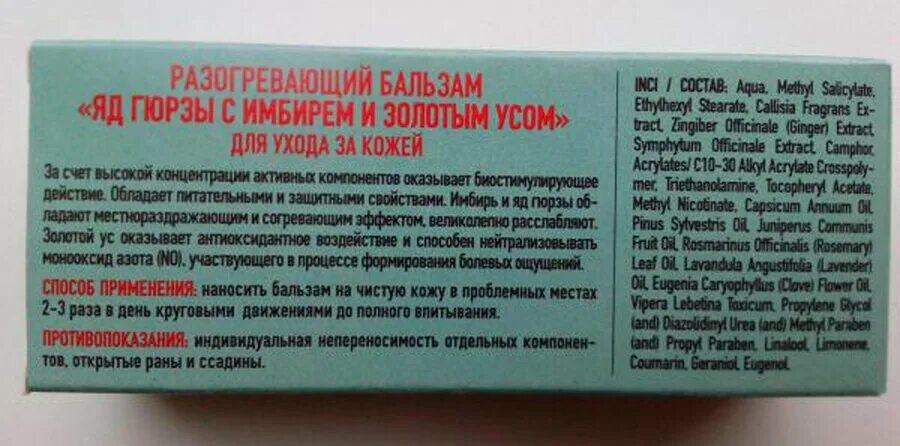 РАЗОГРЕВАЮЩИЙ БАЛЬЗАМ
«ЯД ГЮРЗЫ С ИМБИРЕМ И ЗОЛОТЫМ УСОМ»
ДЛЯ УХОДА ЗА КОЖЕЙ
За счет высокой концентрации активных компонентов оказывает биостимулирующее
действие. Обладает питательными и защитными свойствами. Имбирь и яд гюрзы об-
ладают местнораздражающим и согревающим эффектом, великолепно расслабляют.
Золотой ус оказывает антиоксидантное воздействие и способен нейтрализовывать
монооксид азота (NO), участвующего в процессе формирования болевых ощущений.
СПОСОБ ПРИМЕНЕНИЯ: наносить бальзам на чистую кожу в проблемных местах
2-3 раза в день круговыми движениями до полного впитывания.
ПРОТИВОПОКАЗАНИЯ: индивидуальная непереносимость отдельных компонен-
тов, открытые раны и ссадины.
INCI / СОСТАВ: Aqua, Methyl Salicylate,
Ethylhexyl Stearate, Callisia Fragrans Ex-
tract, Zingiber Officinale (Ginger) Extract,
Symphytum Officinale Extract, Camphor,
Acrylates/ C10-30 Alkyl Acrylate Crosspoly-
mer, Triethanolamine, Tocopheryl Acetate,
Methyl Nicotinate, Capsicum Annuum Oil,
Pinus Sylvestris Oil, Juniperus Communis
Fruit Oil, Rosmarinus Officinalis (Rosemary)
Leaf Oil, Lavandula Angustifolia (Lavender)
Oil, Eugenia Caryophyllus (Clove) Flower Oil,
Vipera Lebetina Toxicum, Propylene Glycol
(and) Diazolidinyl Urea (and) Methyl Paraben
(and) Propyl Paraben, Linalool, Limonene,
Coumarin, Geraniol, Eugenol.